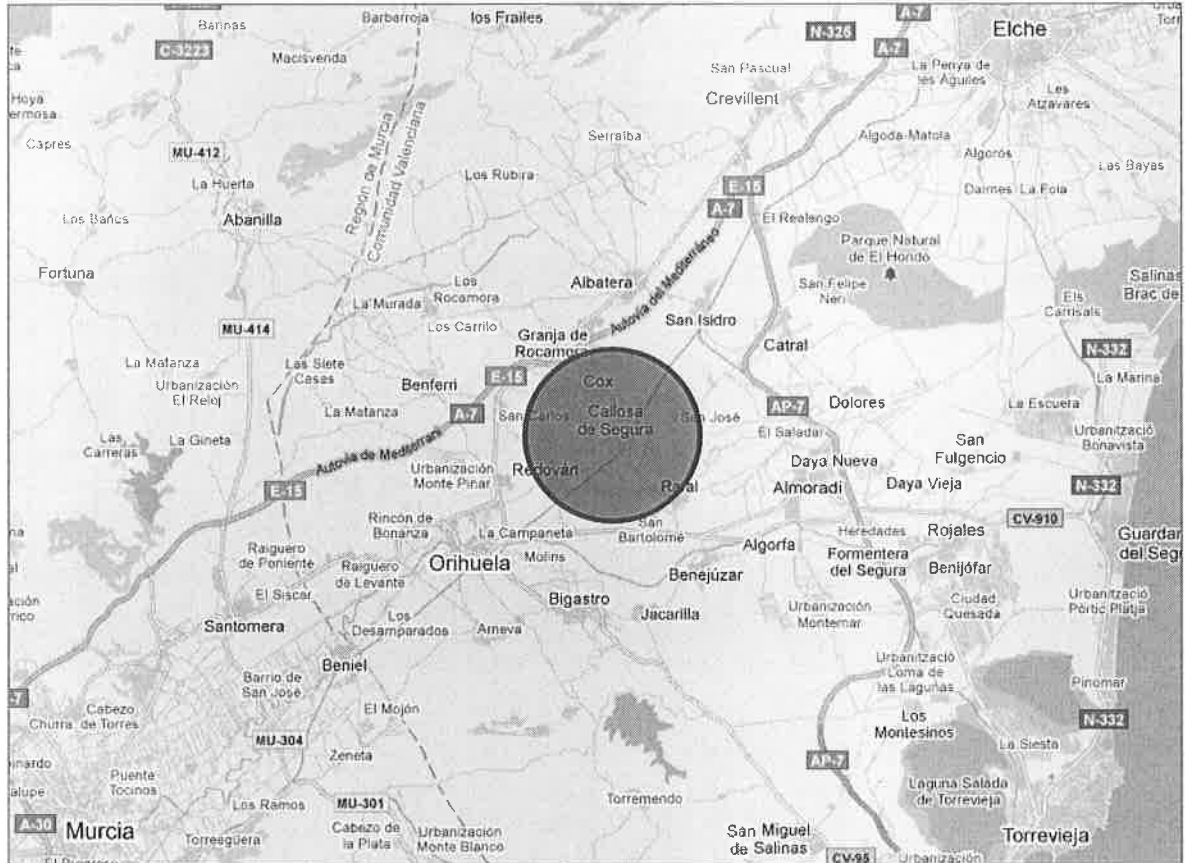 Barinas
Barbarroja
los Frailes
A-7
N-325
Elche
C-3223
Macisvenda
A-7
La Penya de
les Àguiles
San Pascual
Crevillent
Les
Atzavares
Hoya
ermosa
Capres
MU-412
Región de Murcia
Comunidad Valenciana
Serralba
Algoda-Matola
Algorós
Las Bayas
La Huerta
Los Rubira
E-15
A-7
Daimes
La Foia
Los Baños
Abanilla
El Realengo
Parque Natural
de El Hondo
Fortuna
Albatera
Autovía del Mediterráneo
San Felipe
Neri
Salinas
Brac de
La Murada
Los
Rocamora
Els
Carrisals
MU-414
Los Carrilo
Granja de
Rocamora
San Isidro
Catral
N-332
La Matanza
Las Siete
Casas
Urbanización
El Reloj
Benferri
E-15
Cox
La Marina
La Matanza
A-7
San Carlos
Callosa
de Segura
San José
AP-7
Dolores
La Escuera
Las
Carreras
La Gineta
Autovía de Mediterrani
El Saladar
Urbanització
Bonavista
San
Fulgencio
Urbanización
Monte Pinar
Redován
Daya Nueva
E-15
Rafal
Almoradí
Daya Vieja
N-332
Rincón de
Bonanza
La Campaneta
San
Bartolomé
CV-910
Heredades
Rojales
Guardar
del Segu
Raiguero
de Poniente
Molins
Algorfa
Formentera
del Segura
Raiguero
de Levante
Orihuela
Benejúzar
Benijófar
El Siscar
Bigastro
Ciudad
Quesada
Urbanització
Pòrtic Platja
Santomera
Los
Desamparados
Arneva
Jacarilla
Urbanización
Montemar
Beniel
Urbanització
Loma de
las Lagunas
Barrio de
San José
Pinomar
Cabezo
de Torres
Churra
El Mojón
Los
Montesinos
N-332
MU-304
La Siesta
Zeneta
AP-7
Puente
Tocinos
Laguna Salada
de Torrevieja
Los Ramos
MU-301
Torremendo
A-30
Murcia
Cabezo de
la Plata
Torreagüera
Urbanización
Monte Blanco
San Miguel
de Salinas
Torrevieja
CV-95
Urbanización